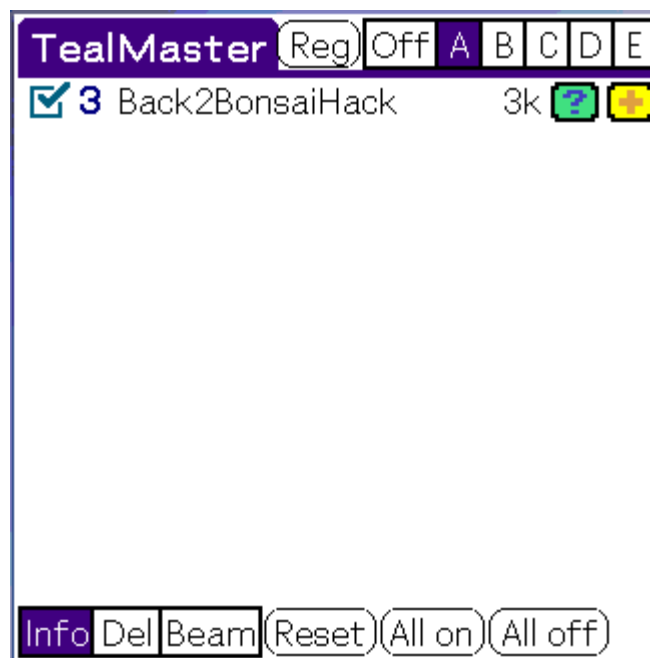 TealMaster Reg Off A B C D E
3 Back2BonsaiHack 3k ? +
Info Del Beam Reset All on All off